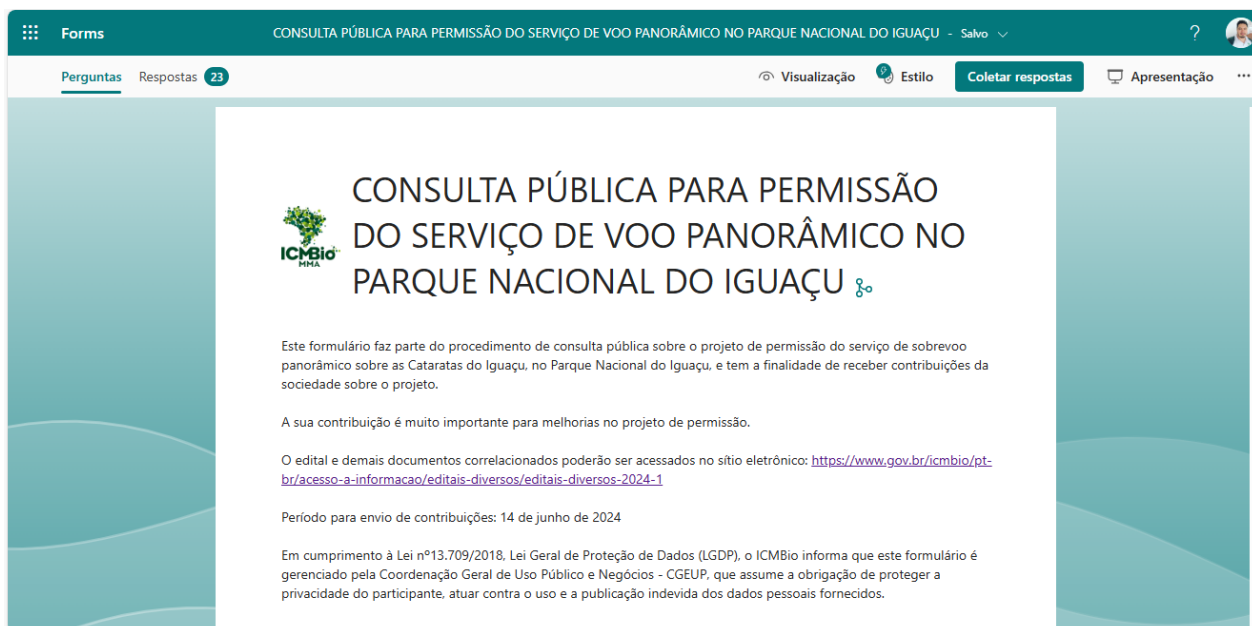 Forms
CONSULTA PÚBLICA PARA PERMISSÃO DO SERVIÇO DE VOO PANORÂMICO NO PARQUE NACIONAL DO IGUAÇU - Salvo
?
Perguntas Respostas 23
Visualização Estilo Coletar respostas Apresentação ...
CONSULTA PÚBLICA PARA PERMISSÃO
DO SERVIÇO DE VOO PANORÂMICO NO
PARQUE NACIONAL DO IGUAÇU
ICMBio
MMA
Este formulário faz parte do procedimento de consulta pública sobre o projeto de permissão do serviço de sobrevoo
panorâmico sobre as Cataratas do Iguaçu, no Parque Nacional do Iguaçu, e tem a finalidade de receber contribuições da
sociedade sobre o projeto.
A sua contribuição é muito importante para melhorias no projeto de permissão.
O edital e demais documentos correlacionados poderão ser acessados no sítio eletrônico: https://www.gov.br/icmbio/pt-
br/acesso-a-informacao/editais-diversos/editais-diversos-2024-1
Período para envio de contribuições: 14 de junho de 2024
Em cumprimento à Lei nº13.709/2018, Lei Geral de Proteção de Dados (LGDP), o ICMBio informa que este formulário é
gerenciado pela Coordenação Geral de Uso Público e Negócios - CGEUP, que assume a obrigação de proteger a
privacidade do participante, atuar contra o uso e a publicação indevida dos dados pessoais fornecidos.